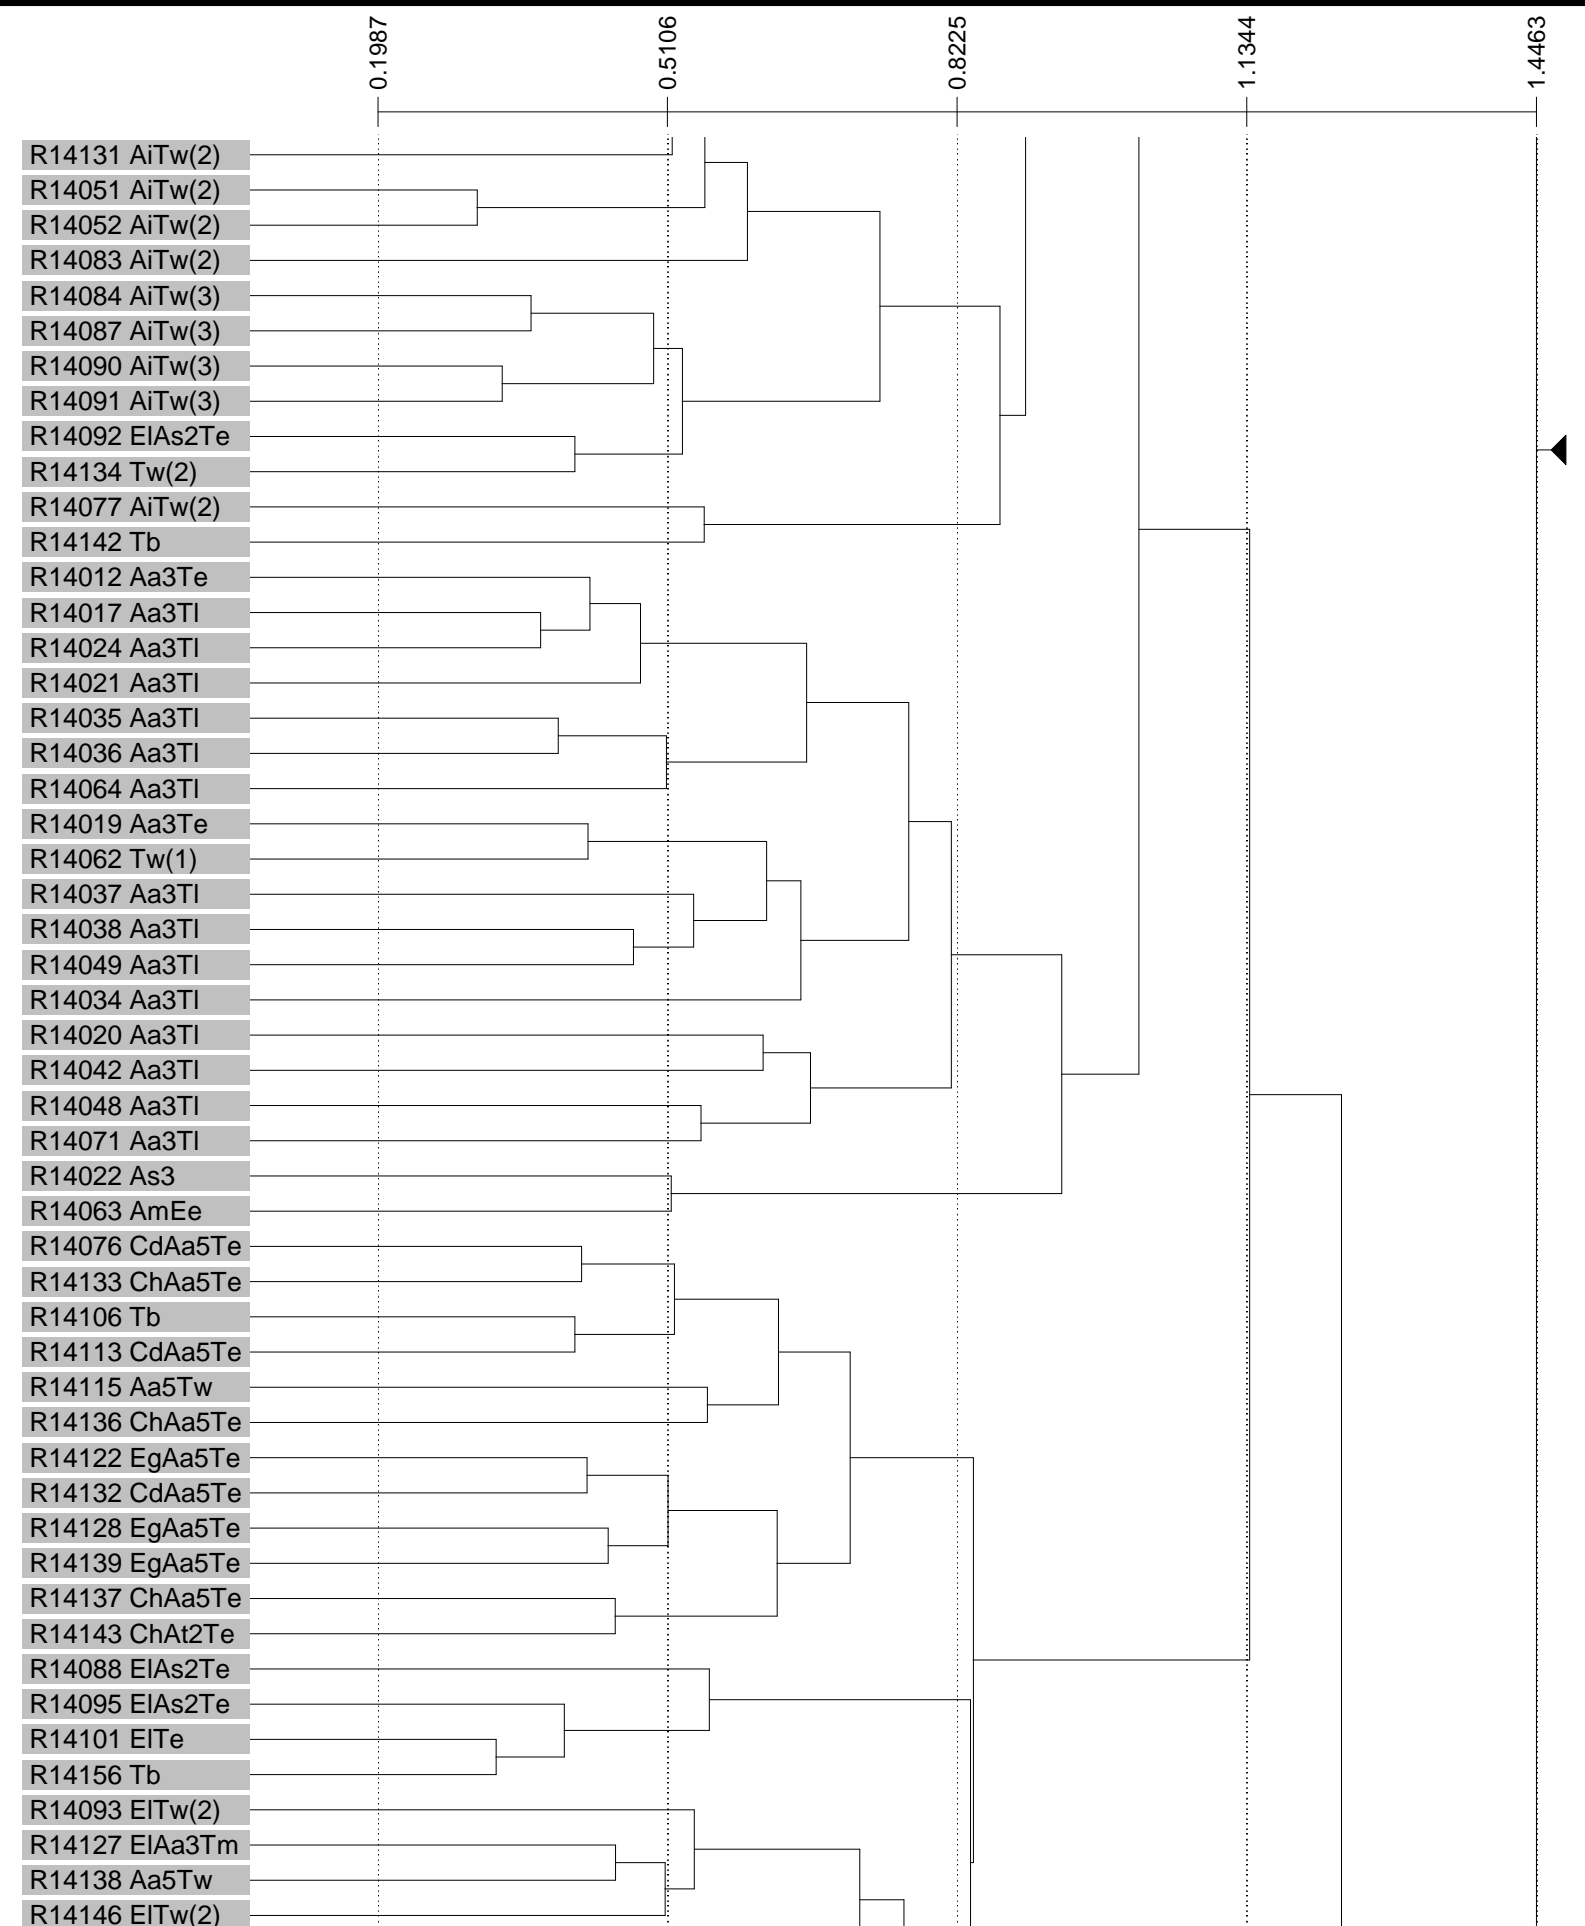 0.1987
0.5106
0.8225
1.1344
1.4463
R14131 AiTw(2)
R14051 AiTw(2)
R14052 AiTw(2)
R14083 AiTw(2)
R14084 AiTw(3)
R14087 AiTw(3)
R14090 AiTw(3)
R14091 AiTw(3)
R14092 ElAs2Te
R14134 Tw(2)
R14077 AiTw(2)
R14142 Tb
R14012 Aa3Te
R14017 Aa3Tl
R14024 Aa3Tl
R14021 Aa3Tl
R14035 Aa3Tl
R14036 Aa3Tl
R14064 Aa3Tl
R14019 Aa3Te
R14062 Tw(1)
R14037 Aa3Tl
R14038 Aa3Tl
R14049 Aa3Tl
R14034 Aa3Tl
R14020 Aa3Tl
R14042 Aa3Tl
R14048 Aa3Tl
R14071 Aa3Tl
R14022 As3
R14063 AmEe
R14076 CdAa5Te
R14133 ChAa5Te
R14106 Tb
R14113 CdAa5Te
R14115 Aa5Tw
R14136 ChAa5Te
R14122 EgAa5Te
R14132 CdAa5Te
R14128 EgAa5Te
R14139 EgAa5Te
R14137 ChAa5Te
R14143 ChAt2Te
R14088 ElAs2Te
R14095 ElAs2Te
R14101 ElTe
R14156 Tb
R14093 ElTw(2)
R14127 ElAa3Tm
R14138 Aa5Tw
R14146 ElTw(2)